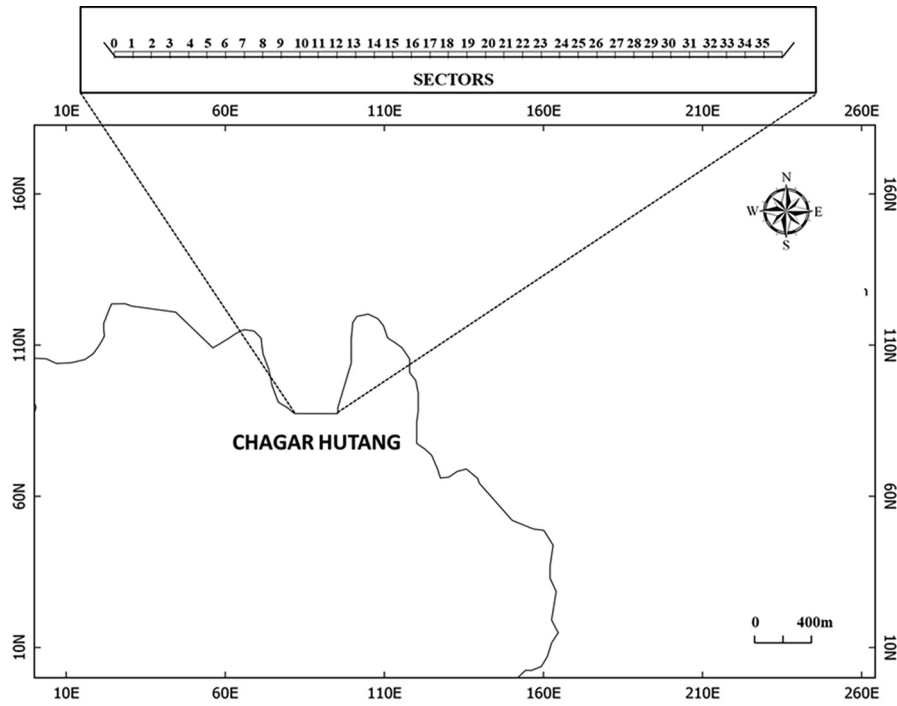 0 1 2 3 4 5 6 7 8 9 10 11 12 13 14 15 16 17 18 19 20 21 22 23 24 25 26 27 28 29 30 31 32 33 34 35
SECTORS
10E 60E 110E 160E 210E 260E
160N 160N
N
W E
S
110N 110N
CHAGAR HUTANG
60N 60N
0 400m
10N 10N
10E 60E 110E 160E 210E 260E